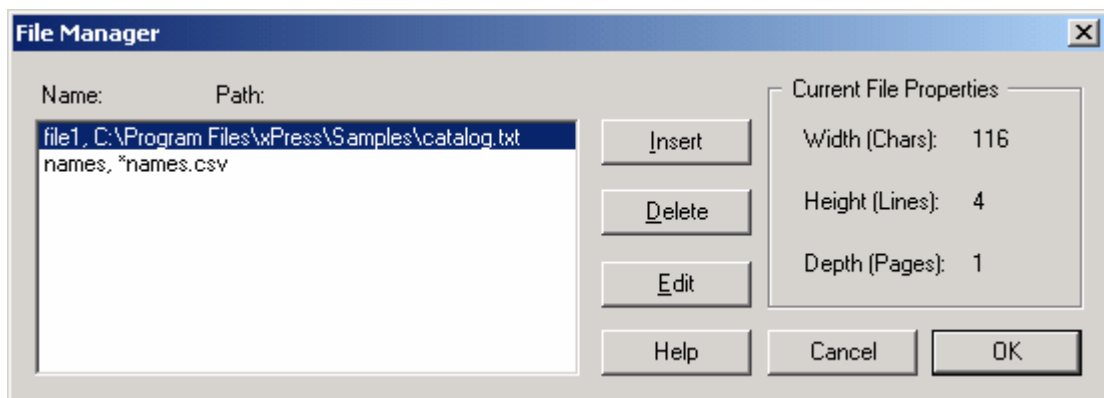 File Manager
Name: Path:
file1, C:\Program Files\xPress\Samples\catalog.txt
names, *names.csv
Insert
Delete
Edit
Help
Current File Properties
Width (Chars): 116
Height (Lines): 4
Depth (Pages): 1
Cancel
OK